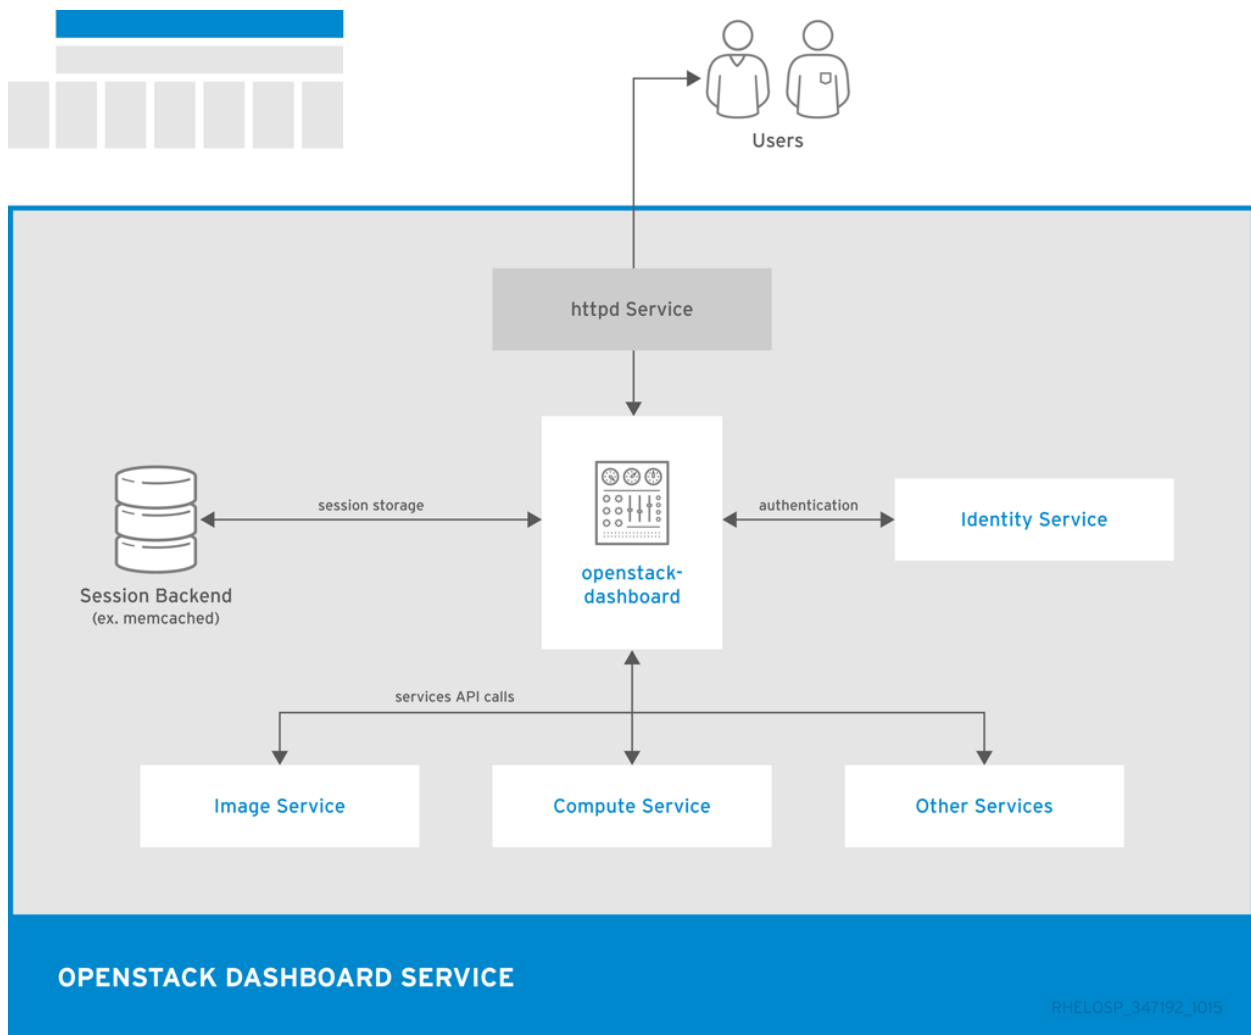 Users
httpd Service
session storage
authentication
Identity Service
openstack-
dashboard
Session Backend
(ex. memcached)
services API calls
Image Service
Compute Service
Other Services
OPENSTACK DASHBOARD SERVICE
RHELOSP_347192_1015